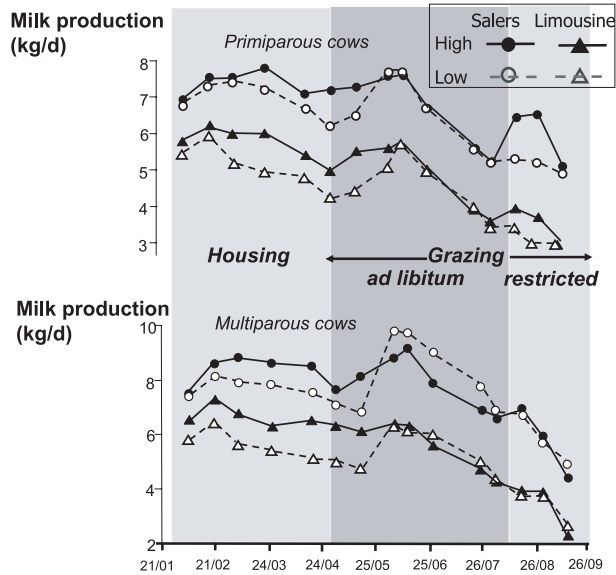 Milk production
(kg/d)
Primiparous cows
Salers Limousine
High
Low
8
7
6
5
4
3
Housing
Grazing
ad libitum restricted
Milk production
(kg/d)
Multiparous cows
10
8
6
4
2
21/01 21/02 24/03 24/04 25/05 25/06 26/07 26/08 26/09